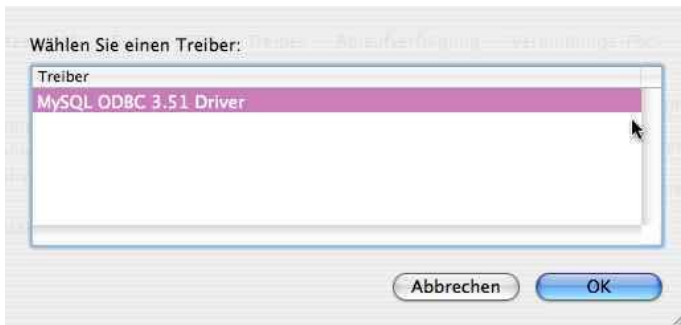 Wählen Sie einen Treiber:
Treiber
MySQL ODBC 3.51 Driver
Abbrechen
OK